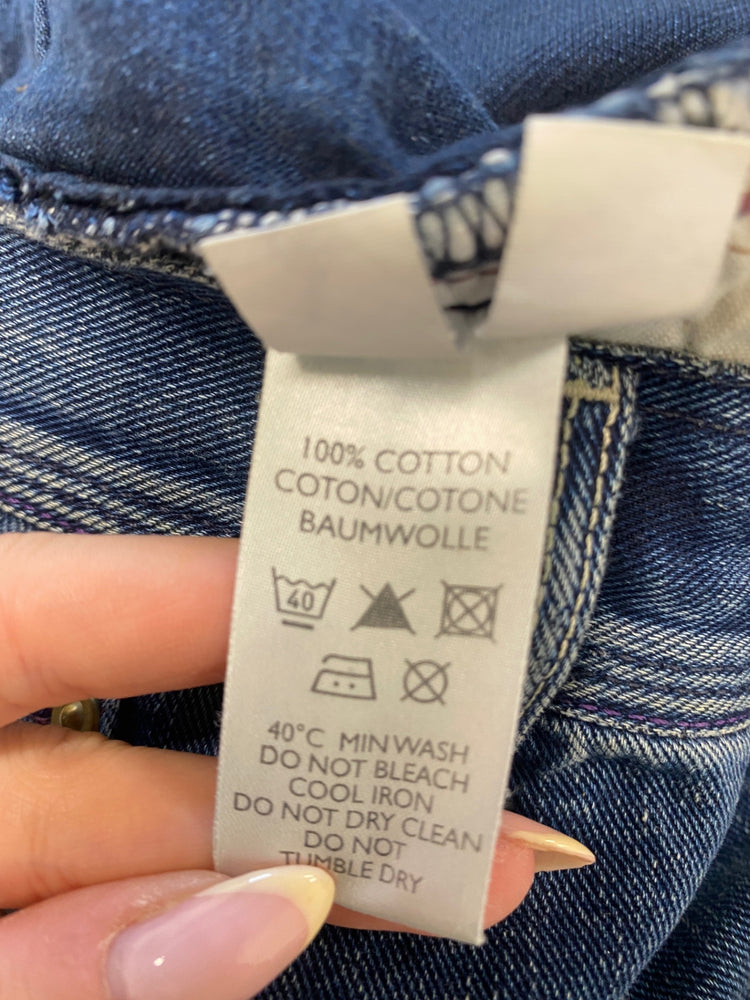 100% COTTON
COTON/COTONE
BAUMWOLLE
40
40°C MIN WASH
DO NOT BLEACH
COOL IRON
DO NOT DRY CLEAN
DO NOT
TUMBLE DRY